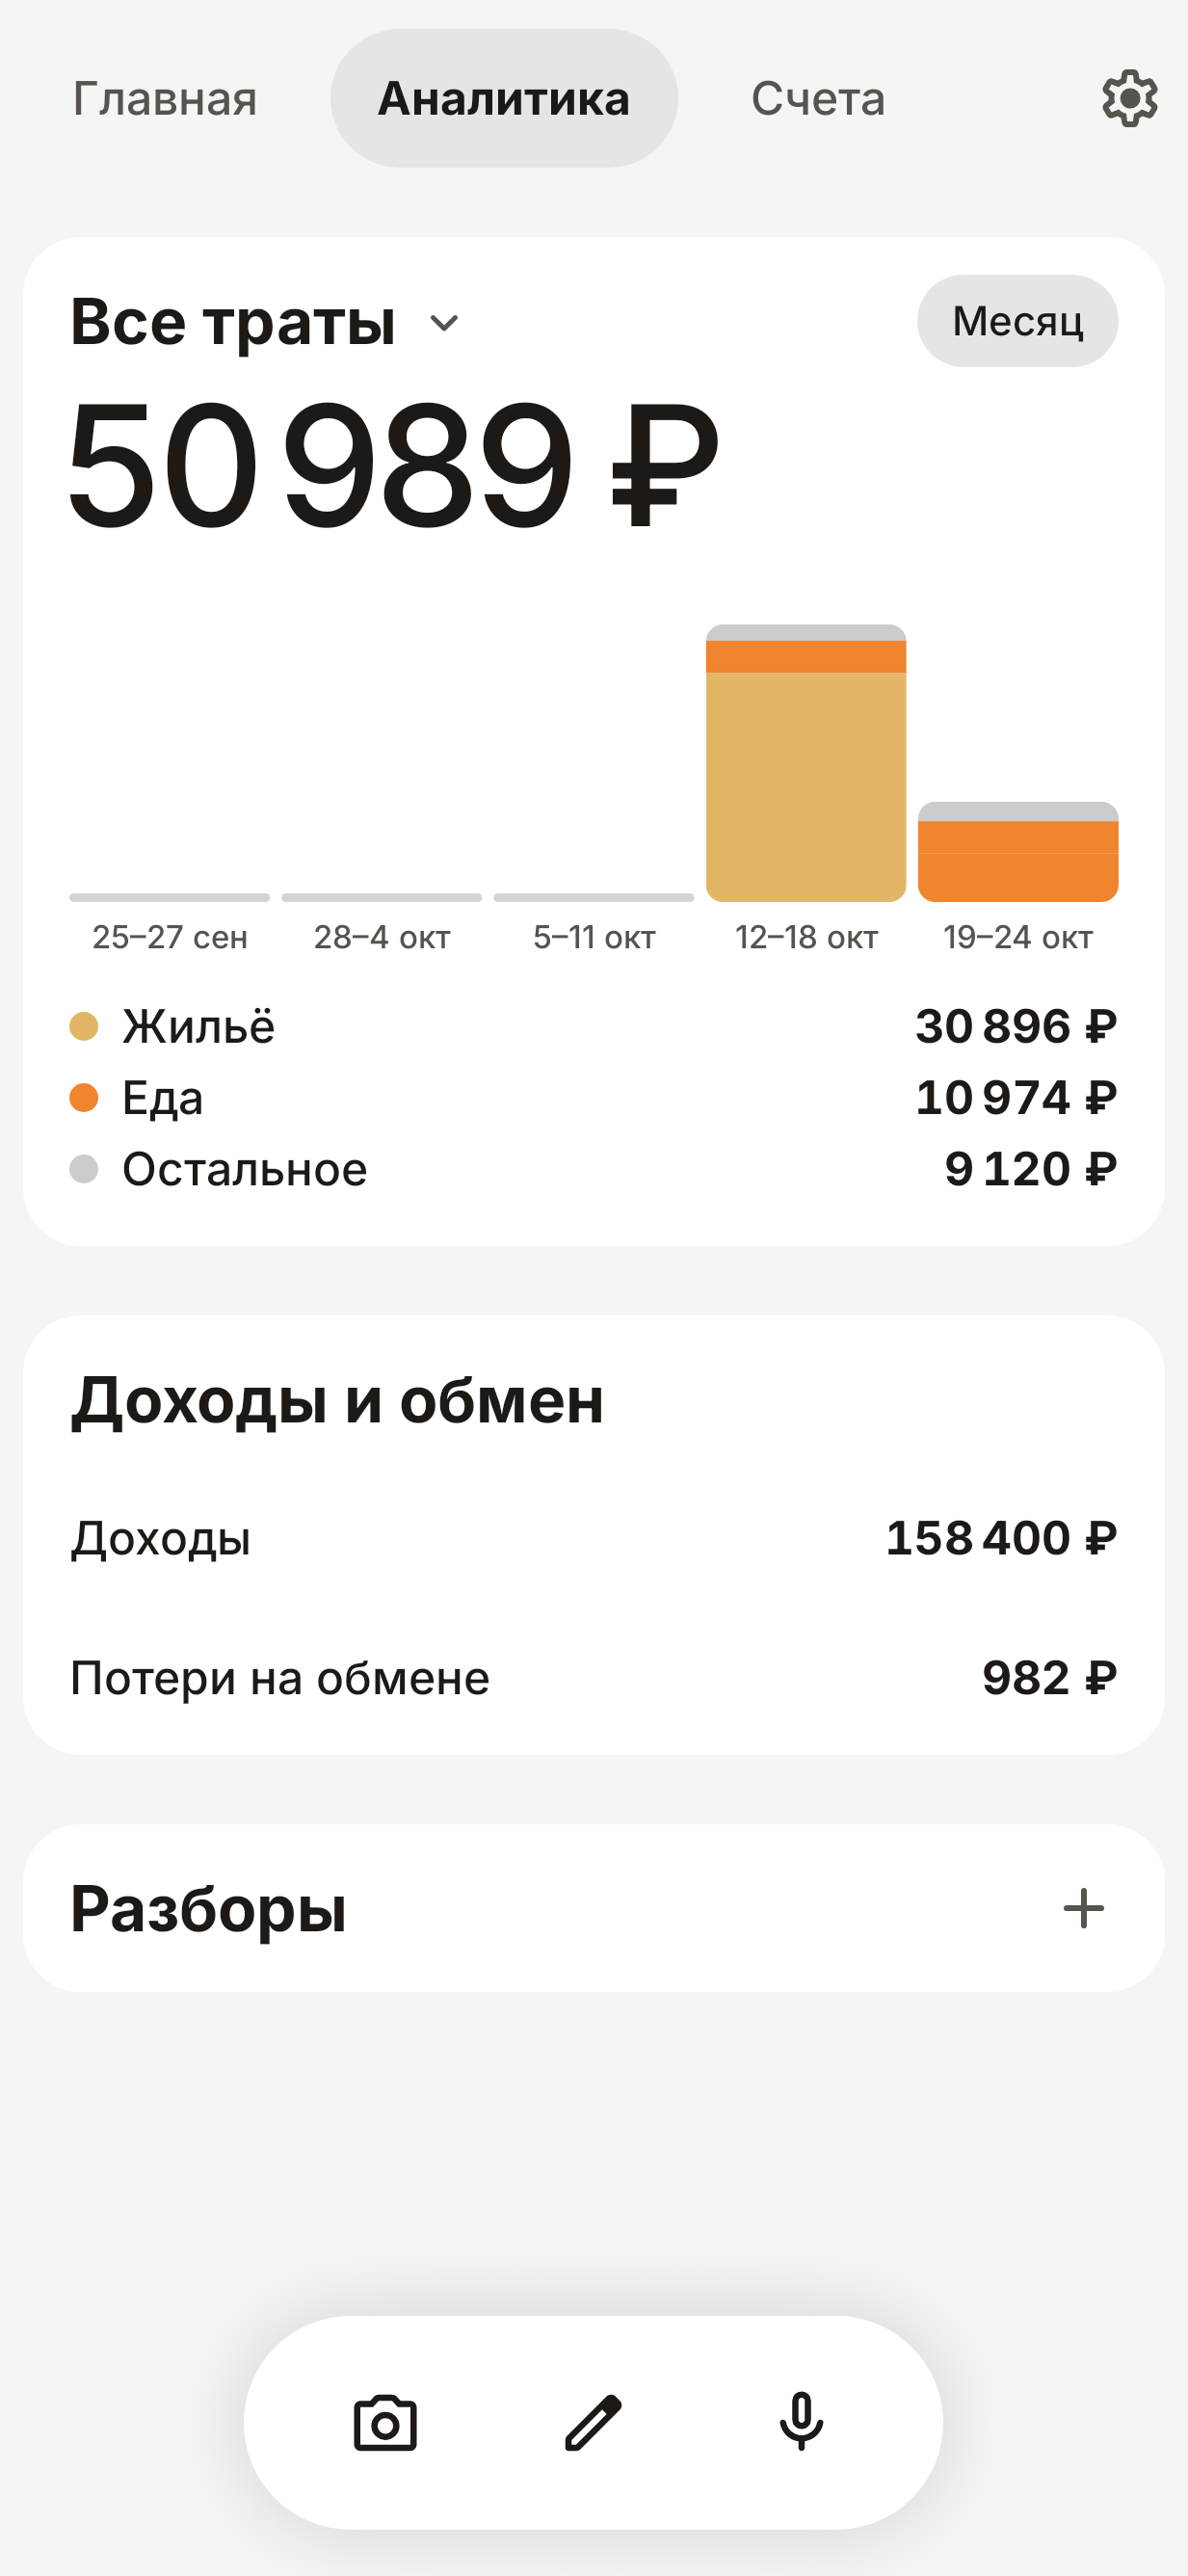 Главная Аналитика Счета
Все траты Месяц
50 989 ₽
25–27 сен 28–4 окт 5–11 окт 12–18 окт 19–24 окт
Жильё 30 896 ₽
Еда 10 974 ₽
Остальное 9 120 ₽
Доходы и обмен
Доходы 158 400 ₽
Потери на обмене 982 ₽
Разборы